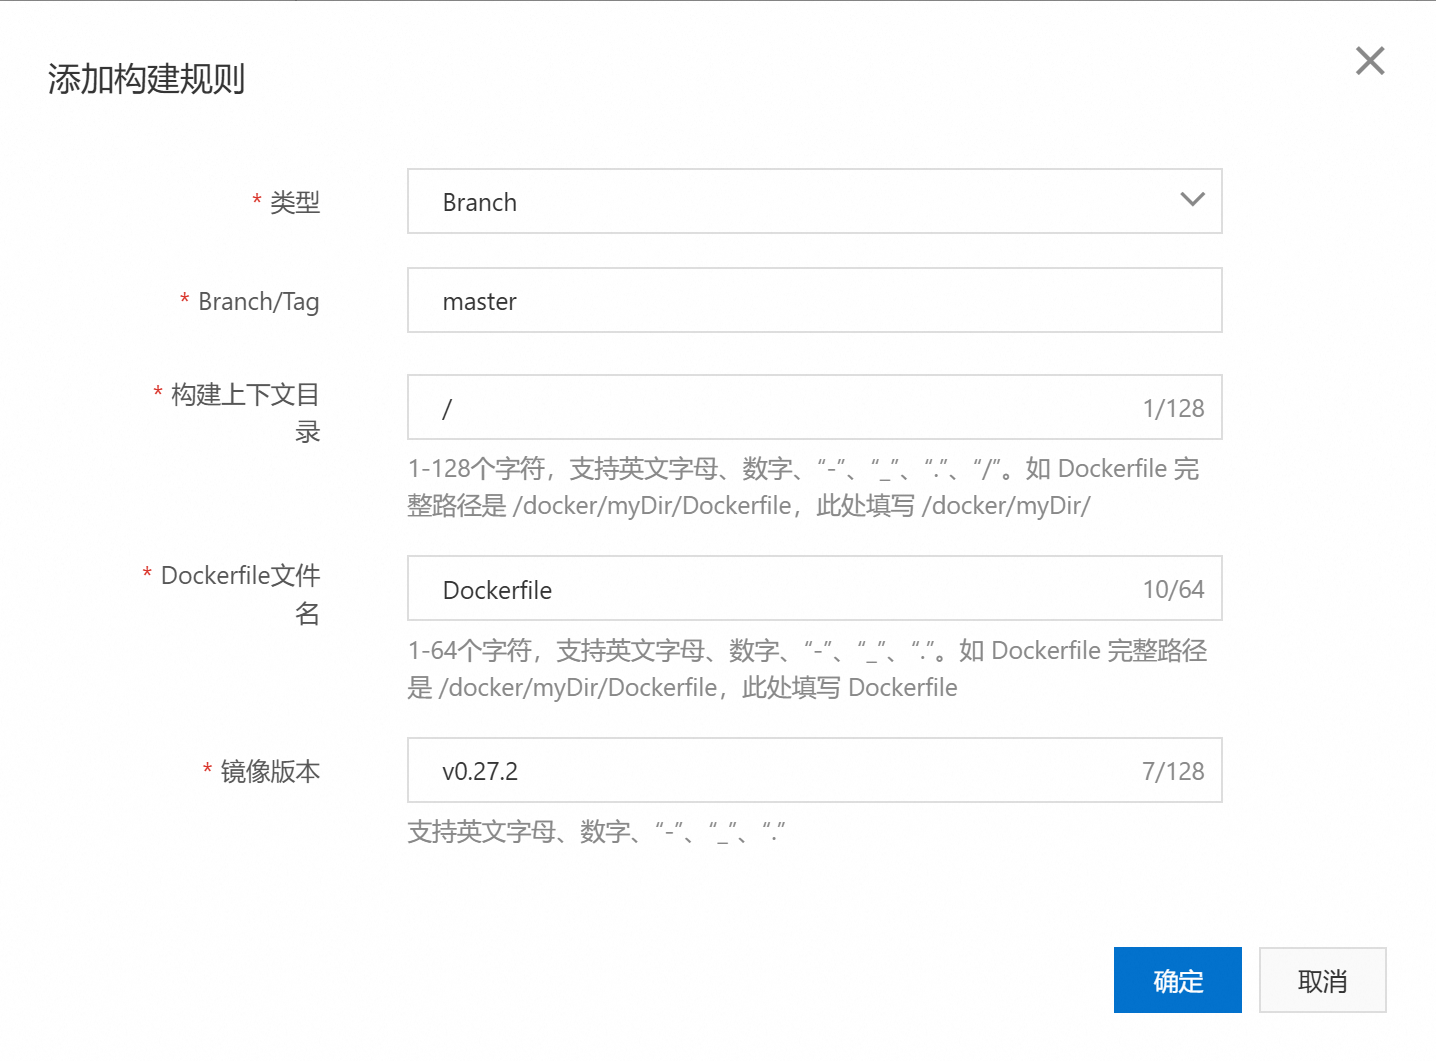 添加构建规则
* 类型
Branch
* Branch/Tag
master
* 构建上下文目
录
/
1/128
1-128个字符，支持英文字母、数字、“-”、“_”、“.”、“/”。如 Dockerfile 完
整路径是 /docker/myDir/Dockerfile，此处填写 /docker/myDir/
* Dockerfile文件
名
Dockerfile
10/64
1-64个字符，支持英文字母、数字、“-”、“_”、“.”。如 Dockerfile 完整路径
是 /docker/myDir/Dockerfile，此处填写 Dockerfile
* 镜像版本
v0.27.2
7/128
支持英文字母、数字、“-”、“_”、“.”
确定
取消